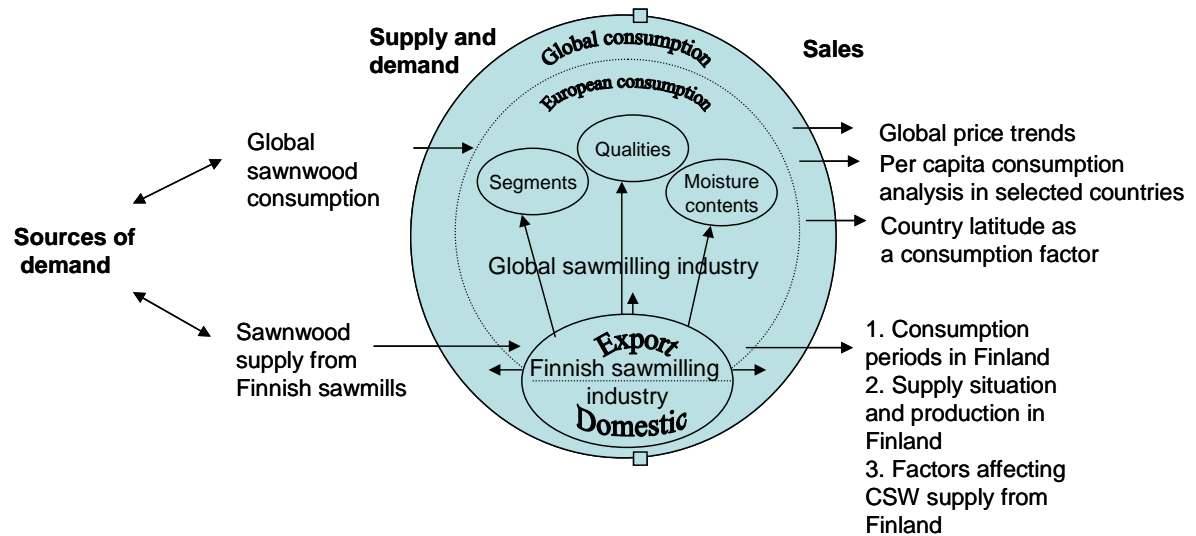 Supply and
demand
Sales
Global consumption
European consumption
Global
sawnwood
consumption
Qualities
Segments
Moisture
contents
Global price trends
Per capita consumption
analysis in selected countries
Country latitude as
a consumption factor
Sources of
demand
Global sawmilling industry
Sawnwood
supply from
Finnish sawmills
Export
Finnish sawmilling
industry
Domestic
1. Consumption
periods in Finland
2. Supply situation
and production in
Finland
3. Factors affecting
CSW supply from
Finland